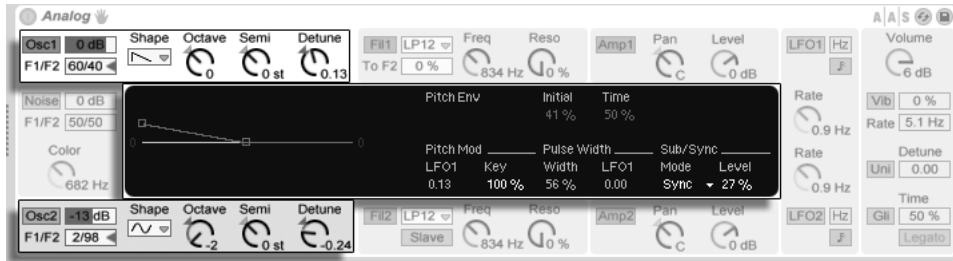 Analog
A A S
Osc1 0 dB Shape Octave Semi Detune Fil1 LP12 Freq Reso Amp1 Pan Level LFO1 Hz Volume
F1/F2 60/40 0 0 st 0.13 To F2 0 % 834 Hz 0 % C 0 dB -6 dB
Noise 0 dB Pitch Env Initial Time Rate Vib 0 %
F1/F2 50/50 41 % 50 % 0.9 Hz Rate 5.1 Hz
Color Pitch Mod Pulse Width Sub/Sync Rate Detune
0 0
LFO1 Key Width LFO1 Mode Level Uni 0.00
682 Hz 0.13 100 % 56 % 0.00 Sync 27 % 0.9 Hz
Time
Osc2 -13 dB Shape Octave Semi Detune Fil2 LP12 Freq Reso Amp2 Pan Level LFO2 Hz Gli 50 %
F1/F2 2/98 -2 0 st -0.24 Slave 834 Hz 0 % C 0 dB Legato